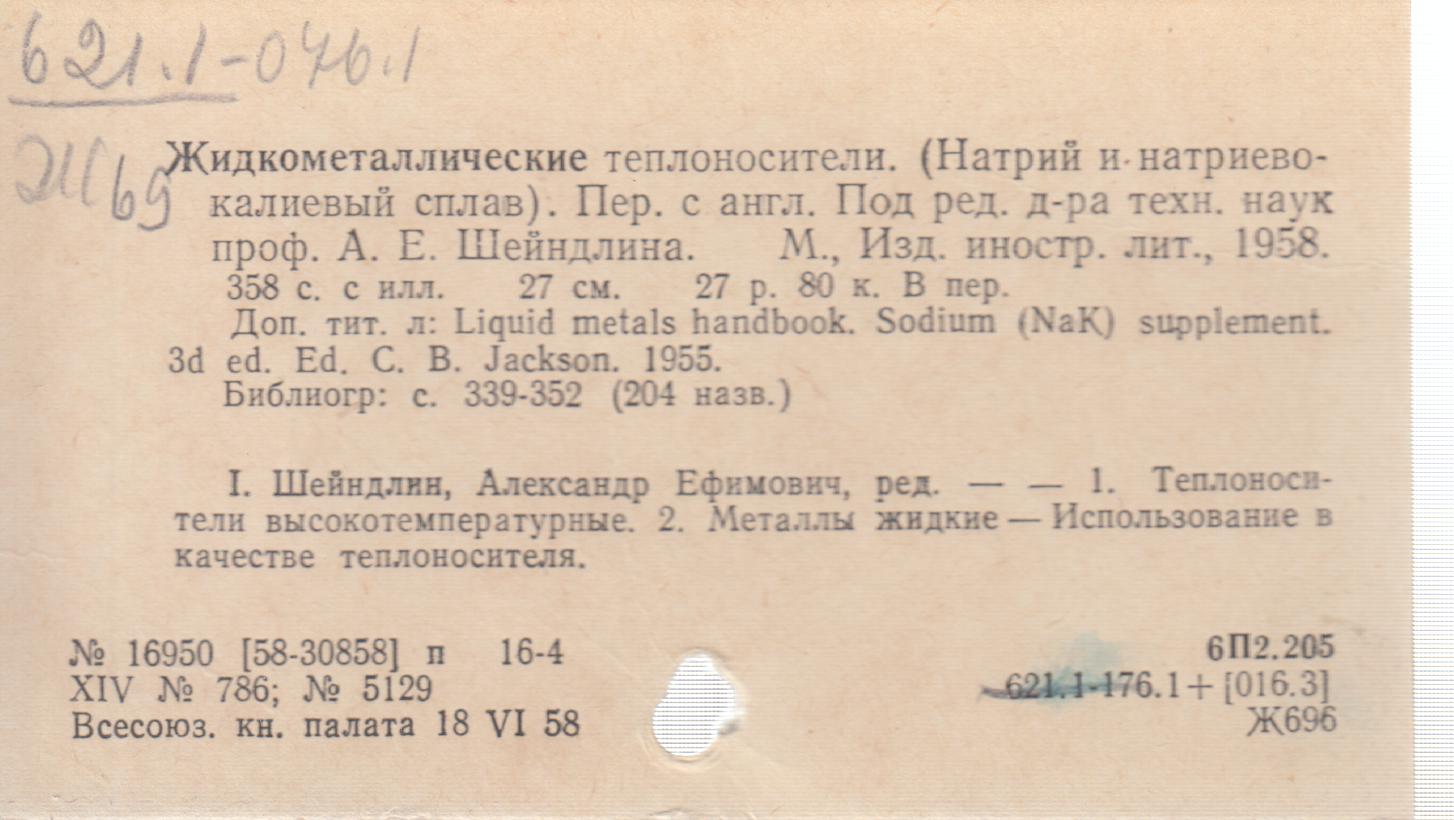 621.1-076.1
Ж69
Жидкометаллические теплоносители. (Натрий и натриево-
калиевый сплав). Пер. с англ. Под ред. д-ра техн. наук
проф. А. Е. Шейндлина. М., Изд. иностр. лит., 1958.
358 с. с илл. 27 см. 27 р. 80 к. В пер.
Доп. тит. л: Liquid metals handbook. Sodium (NaK) supplement.
3d ed. Ed. C. B. Jackson. 1955.
Библиогр: с. 339-352 (204 назв.)
I. Шейндлин, Александр Ефимович, ред. — — 1. Теплоноси-
тели высокотемпературные. 2. Металлы жидкие — Использование в
качестве теплоносителя.
№ 16950 [58-30858] п 16-4
6П2.205
XIV № 786; № 5129
621.1-176.1+[016.3]
Всесоюз. кн. палата 18 VI 58
Ж696